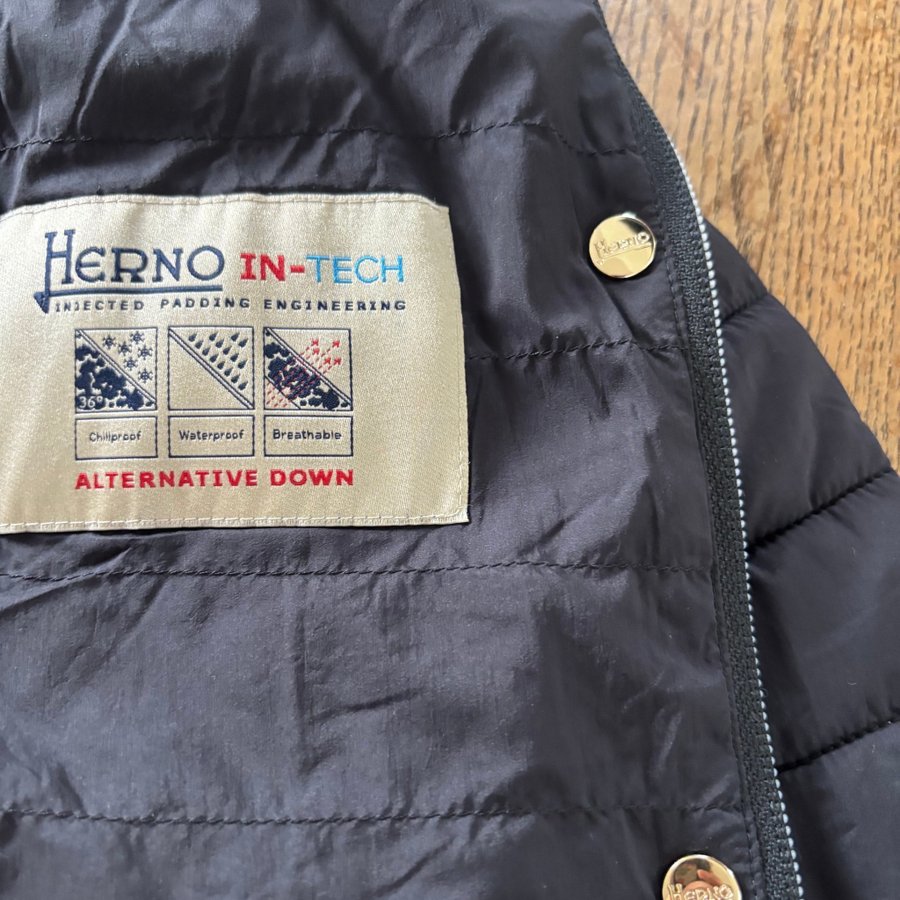 HERNO IN-TECH
INJECTED PADDING ENGINEERING
36°
Chillproof Waterproof Breathable
ALTERNATIVE DOWN
HERNO
HERNO